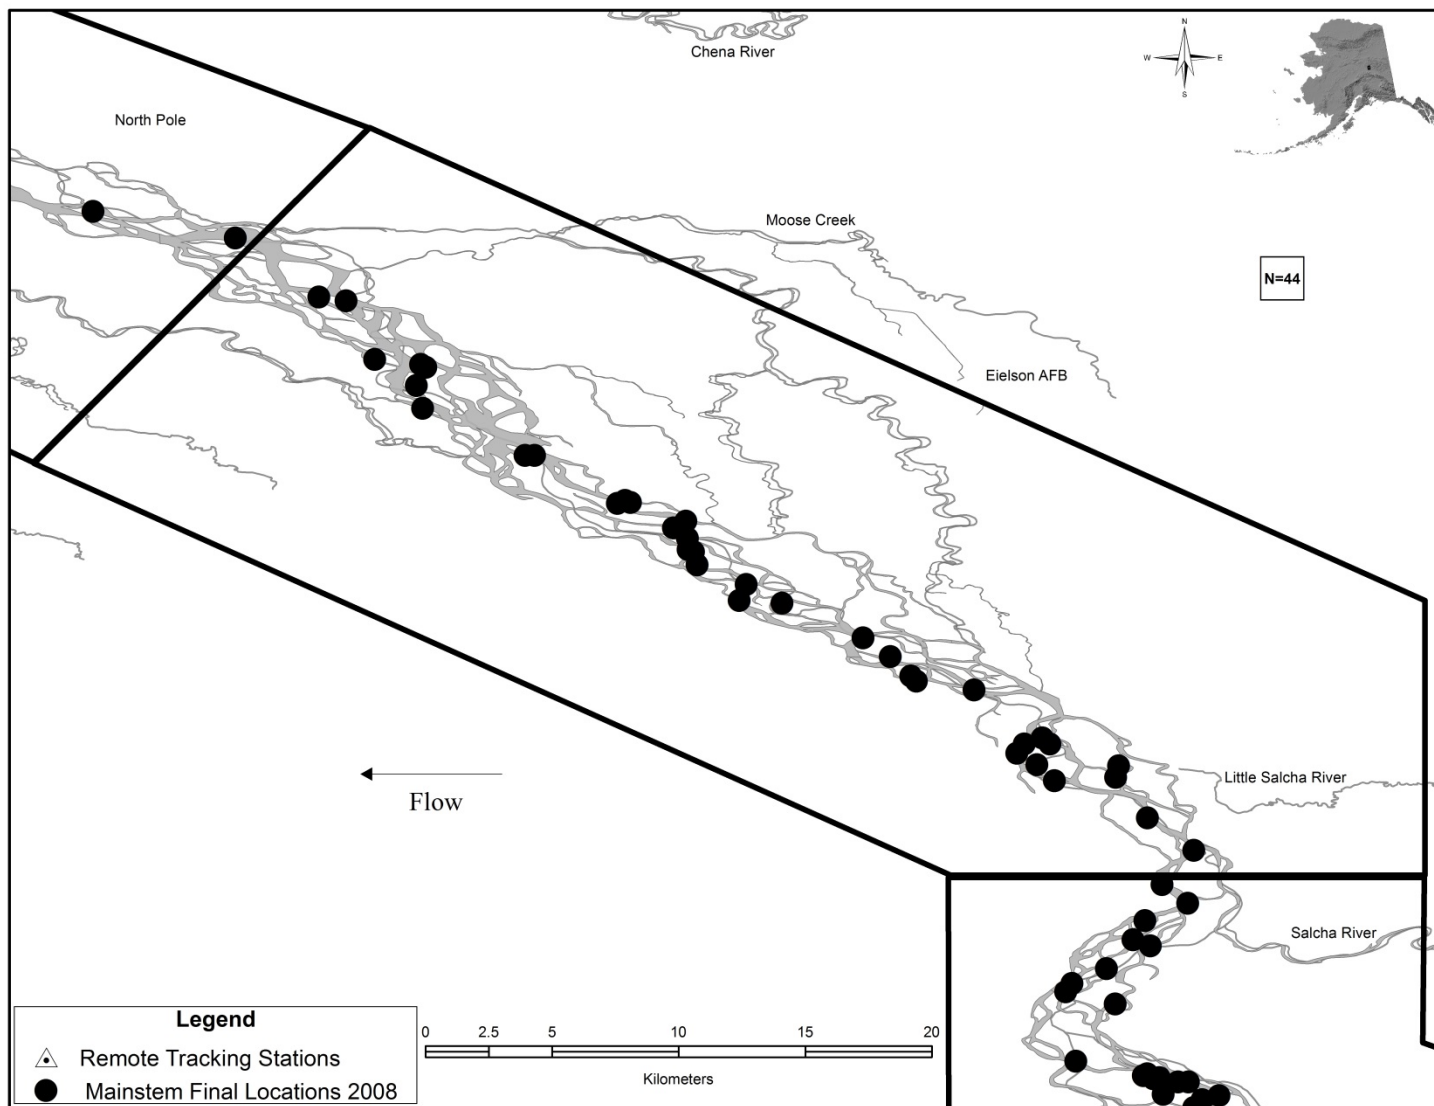 Chena River
N
W E
S
North Pole
Moose Creek
N=44
Eielson AFB
Little Salcha River
Flow
Salcha River
Legend
Remote Tracking Stations
Mainstem Final Locations 2008
0 2.5 5 10 15 20
Kilometers